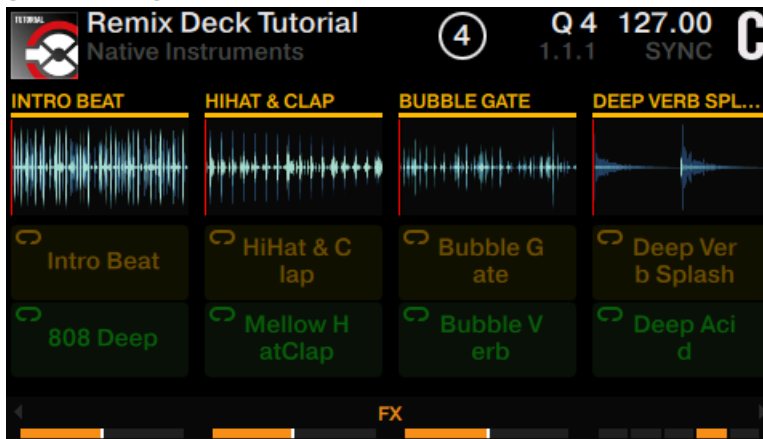 TUTORIAL
Remix Deck Tutorial
Native Instruments
4
Q 4 127.00
1.1.1 SYNC
C
INTRO BEAT HIHAT & CLAP BUBBLE GATE DEEP VERB SPL...
Intro Beat
HiHat & C
lap
Bubble G
ate
Deep Ver
b Splash
808 Deep
Mellow H
atClap
Bubble V
erb
Deep Aci
d
FX